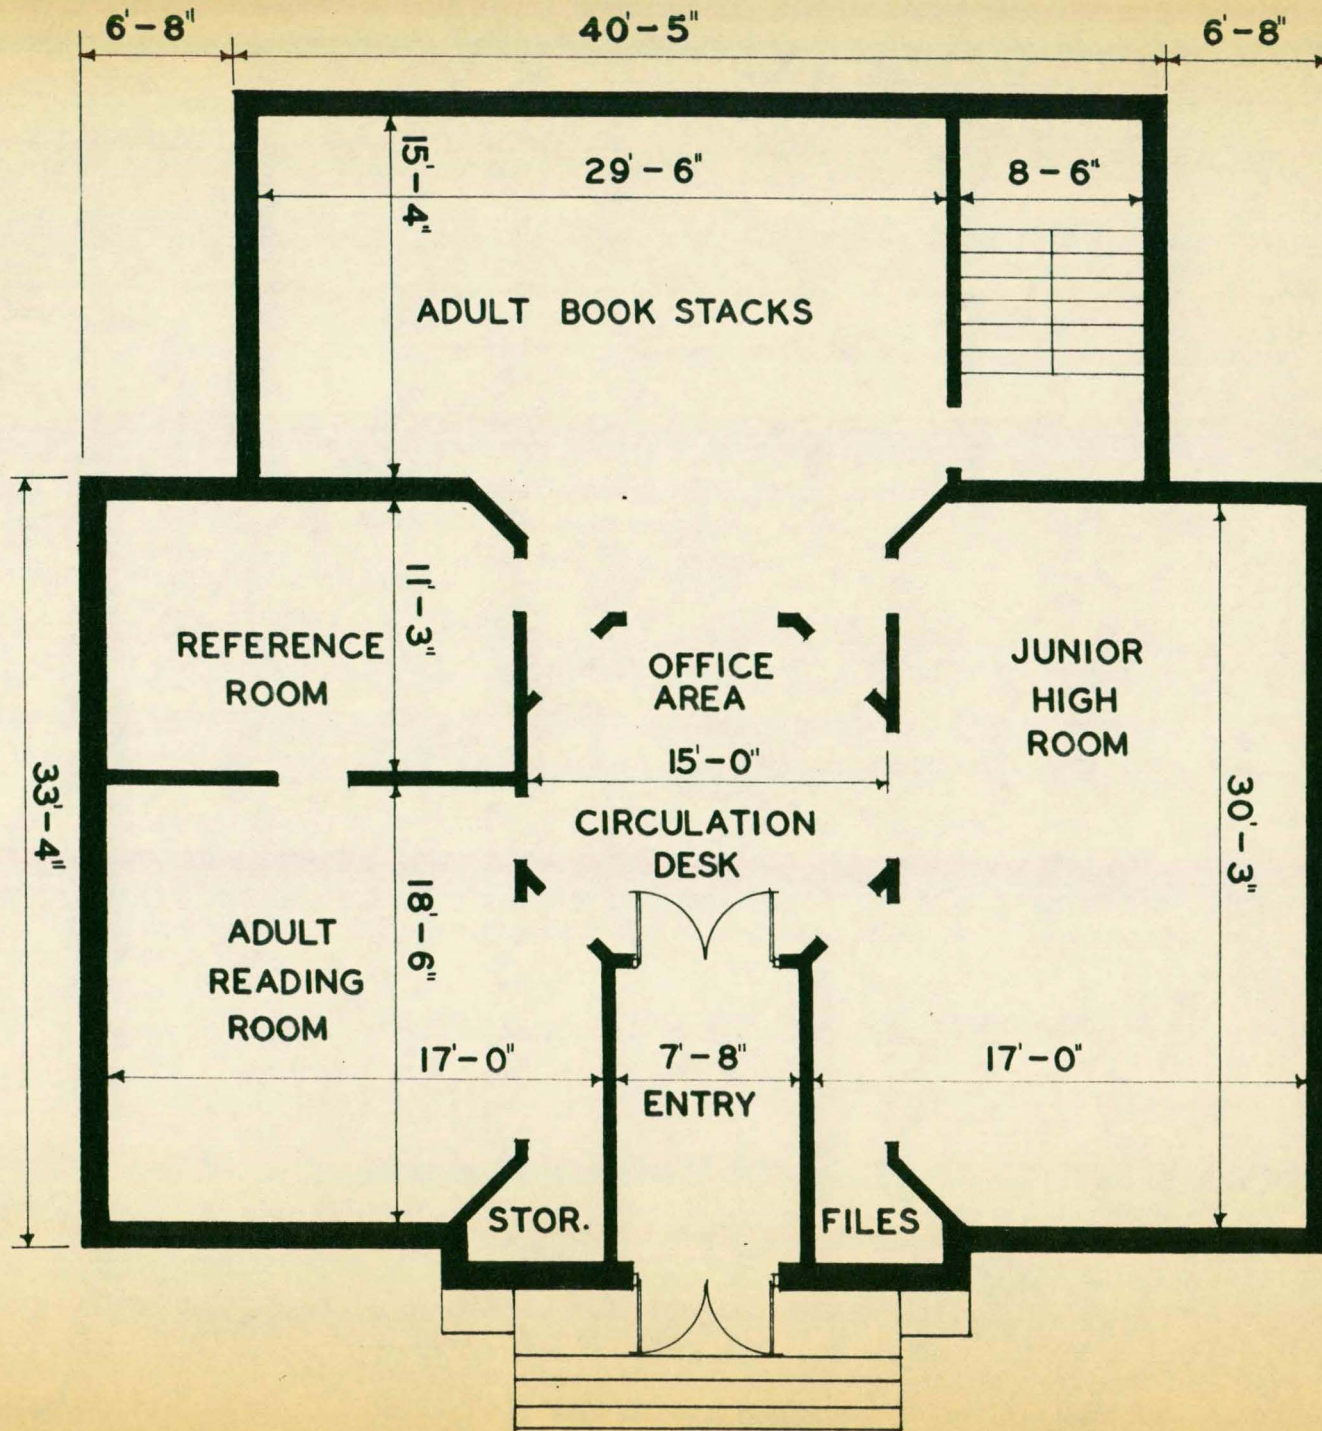 6'-8" 40'-5" 6'-8"
15'-4"
29'-6"
8-6"
ADULT BOOK STACKS
11'-3"
REFERENCE
ROOM
OFFICE
AREA
JUNIOR
HIGH
ROOM
15'-0"
33'-4"
30'-3"
CIRCULATION
DESK
18'-6"
ADULT
READING
ROOM
17'-0"
7'-8"
17'-0"
ENTRY
STOR.
FILES